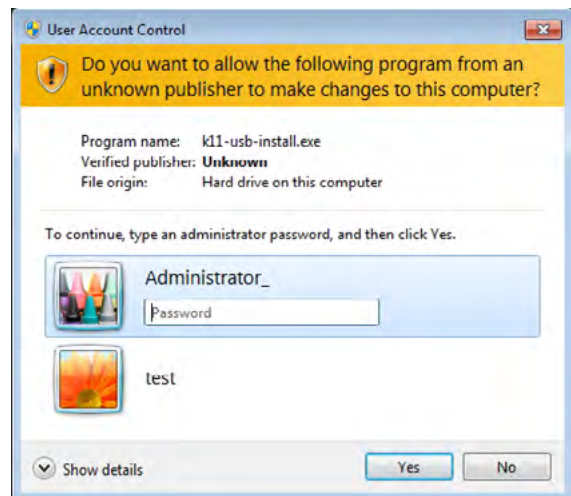 User Account Control
Do you want to allow the following program from an
unknown publisher to make changes to this computer?
Program name: k11-usb-install.exe
Verified publisher: Unknown
File origin: Hard drive on this computer
To continue, type an administrator password, and then click Yes.
Administrator_
Password
test
Show details
Yes
No